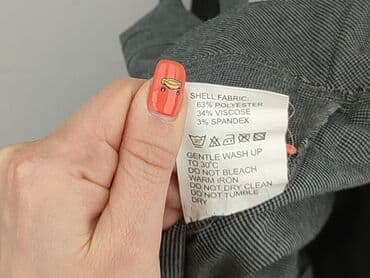 SHELL FABRIC:
63% POLYESTER
34% VISCOSE
3% SPANDEX
GENTLE WASH UP
TO 30°C
DO NOT BLEACH
WARM IRON
DO NOT DRY CLEAN
DO NOT TUMBLE
DRY